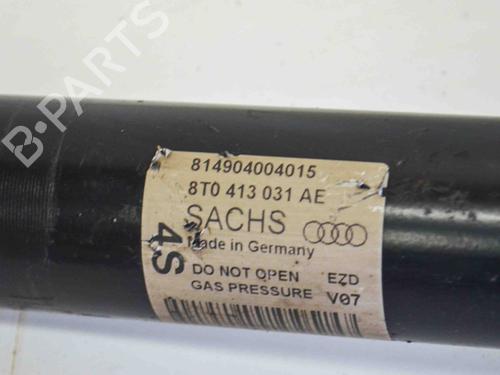 B-PARTS
814904004015
8T0 413 031 AE
SACHS
Made in Germany
4S
DO NOT OPEN EZD
GAS PRESSURE V07